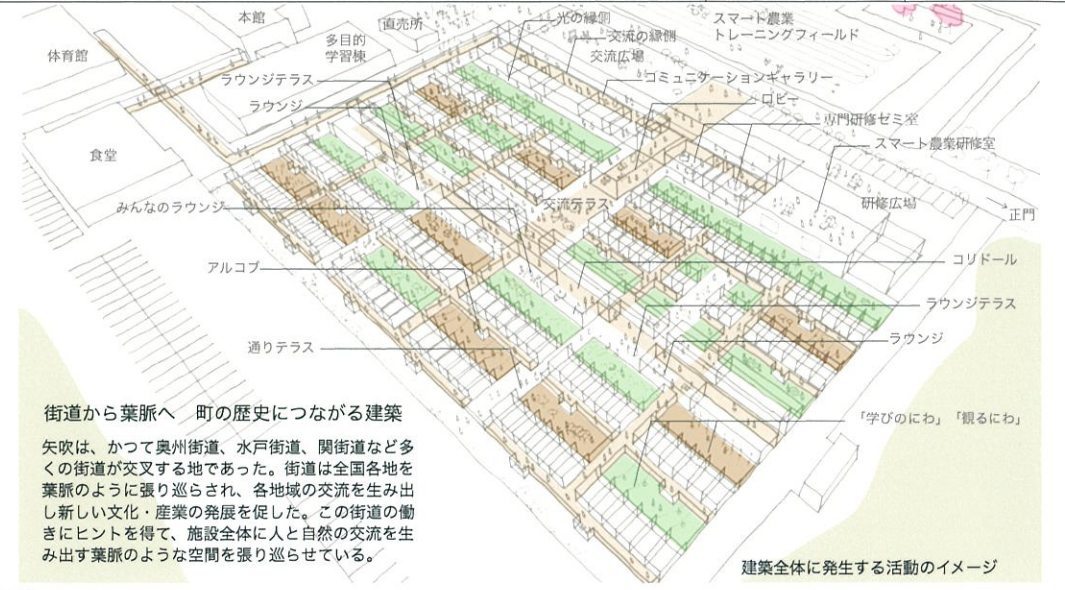 本館
直売所
光の縁側
スマート農業
トレーニングフィールド
体育館
多目的
学習棟
交流の縁側
交流広場
ラウンジテラス
コミュニケーションギャラリー
ラウンジ
ロビー
専門研修ゼミ室
スマート農業研修室
食堂
みんなのラウンジ
交流テラス
研修広場
正門
アルコブ
コリドール
ラウンジテラス
通りテラス
ラウンジ
街道から葉脈へ　町の歴史につながる建築
「学びのにわ」「観るにわ」
矢吹は、かつて奥州街道、水戸街道、関街道など多
くの街道が交叉する地であった。街道は全国各地を
葉脈のように張り巡らされ、各地域の交流を生み出
し新しい文化・産業の発展を促した。この街道の働
きにヒントを得て、施設全体に人と自然の交流を生
み出す葉脈のような空間を張り巡らせている。
建築全体に発生する活動のイメージ